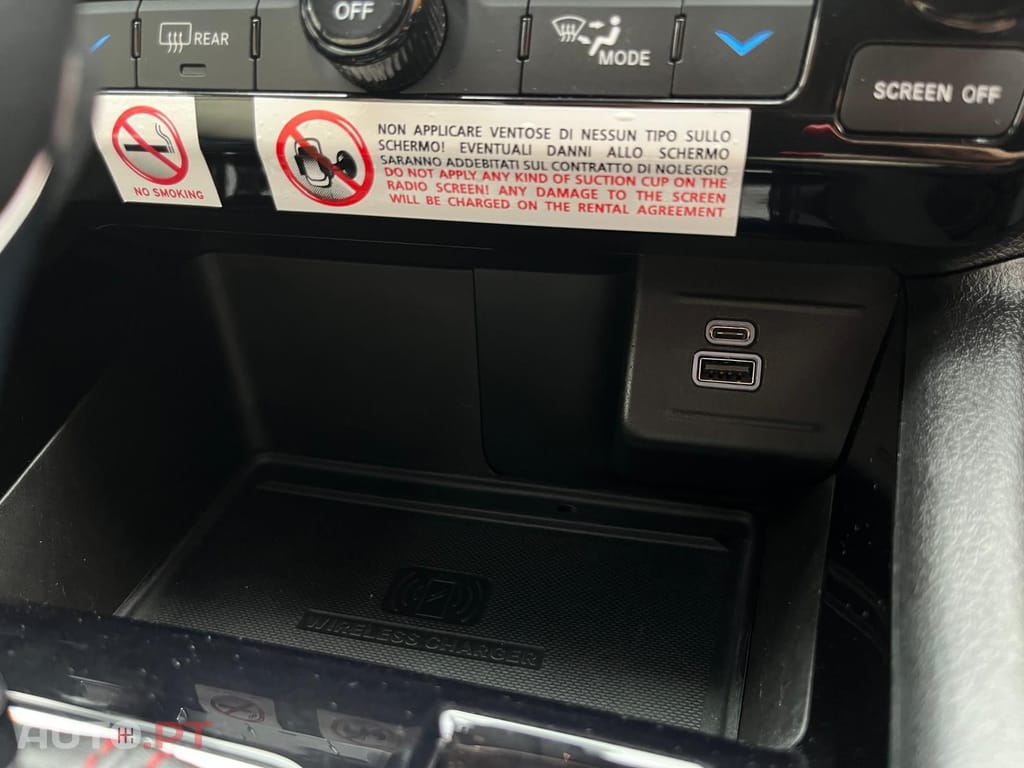 OFF
REAR
MODE
SCREEN OFF
NO SMOKING
NON APPLICARE VENTOSE DI NESSUN TIPO SULLO
SCHERMO! EVENTUALI DANNI ALLO SCHERMO
SARANNO ADDEBITATI SUL CONTRATTO DI NOLEGGIO
DO NOT APPLY ANY KIND OF SUCTION CUP ON THE
RADIO SCREEN! ANY DAMAGE TO THE SCREEN
WILL BE CHARGED ON THE RENTAL AGREEMENT
WIRELESS CHARGER
AUTO.PT